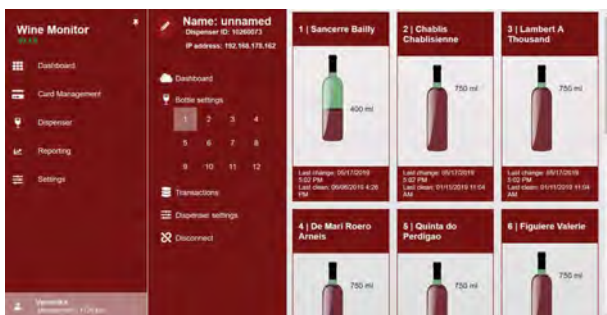 Wine Monitor
Dashboard
Card Management
Dispenser
Reporting
Settings
Veronika
Name: unnamed
Dispenser ID: 10260073
IP address: 192.168.178.162
Dashboard
Bottle settings
1 2 3 4
5 6 7 8
9 10 11 12
Transactions
Dispenser settings
Disconnect
1 | Sancerre Bailly
400 ml
Last change: 05/17/2019
5:02 PM
Last clean: 06/06/2019 4:26
PM
2 | Chablis
Chablisienne
750 ml
Last change: 05/17/2019
5:02 PM
Last clean: 01/11/2019 11:04
AM
3 | Lambert A
Thousand
750 ml
Last change: 05/17/2019
5:02 PM
Last clean: 01/11/2019 11:04
AM
4 | De Mari Roero
Arneis
750 ml
5 | Quinta do
Perdigao
750 ml
6 | Figuiere Valerie
750 ml